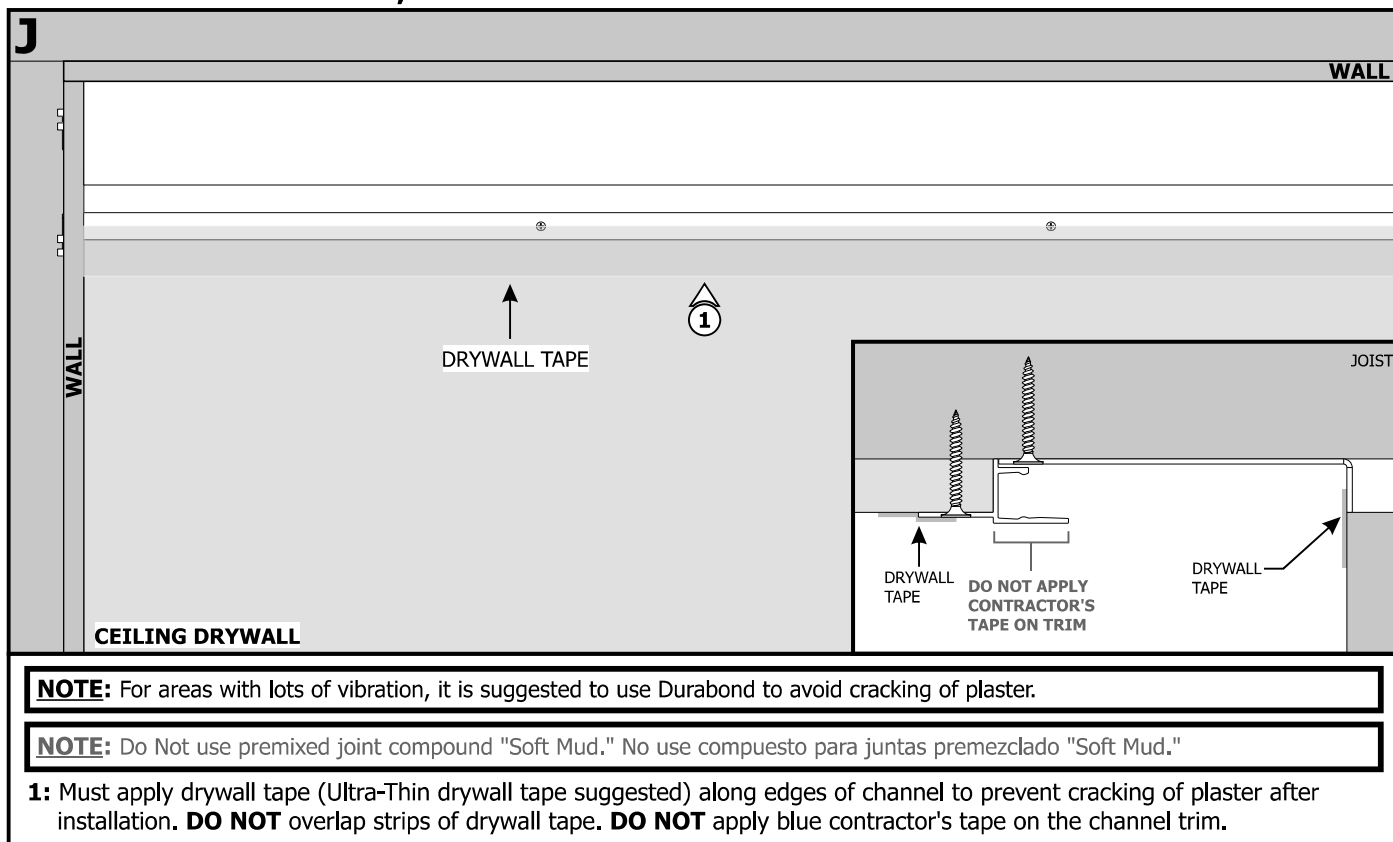 J
WALL
1
DRYWALL TAPE
WALL
JOIST
DRYWALL
TAPE
DO NOT APPLY
CONTRACTOR'S
TAPE ON TRIM
DRYWALL
TAPE
CEILING DRYWALL
NOTE: For areas with lots of vibration, it is suggested to use Durabond to avoid cracking of plaster.
NOTE: Do Not use premixed joint compound "Soft Mud." No use compuesto para juntas premezclado "Soft Mud."
1: Must apply drywall tape (Ultra-Thin drywall tape suggested) along edges of channel to prevent cracking of plaster after
installation. DO NOT overlap strips of drywall tape. DO NOT apply blue contractor's tape on the channel trim.